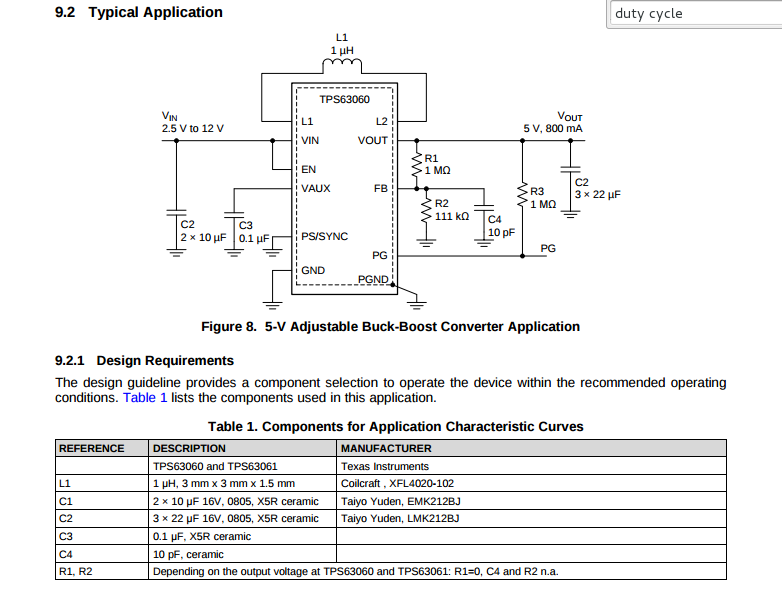 duty cycle
9.2 Typical Application
L1
1 µH
TPS63060
VIN
2.5 V to 12 V
L1
L2
VOUT
5 V, 800 mA
VIN
VOUT
R1
1 MΩ
EN
VAUX
FB
C2
3 × 22 µF
R3
1 MΩ
R2
111 kΩ
C4
10 pF
C2
2 × 10 µF
C3
0.1 µF
PS/SYNC
PG
PG
GND
PGND
Figure 8. 5-V Adjustable Buck-Boost Converter Application
9.2.1 Design Requirements
The design guideline provides a component selection to operate the device within the recommended operating
conditions. Table 1 lists the components used in this application.
Table 1. Components for Application Characteristic Curves
REFERENCE DESCRIPTION MANUFACTURER
TPS63060 and TPS63061 Texas Instruments
L1 1 µH, 3 mm x 3 mm x 1.5 mm Coilcraft , XFL4020-102
C1 2 × 10 µF 16V, 0805, X5R ceramic Taiyo Yuden, EMK212BJ
C2 3 × 22 µF 16V, 0805, X5R ceramic Taiyo Yuden, LMK212BJ
C3 0.1 µF, X5R ceramic
C4 10 pF, ceramic
R1, R2 Depending on the output voltage at TPS63060 and TPS63061: R1=0, C4 and R2 n.a.